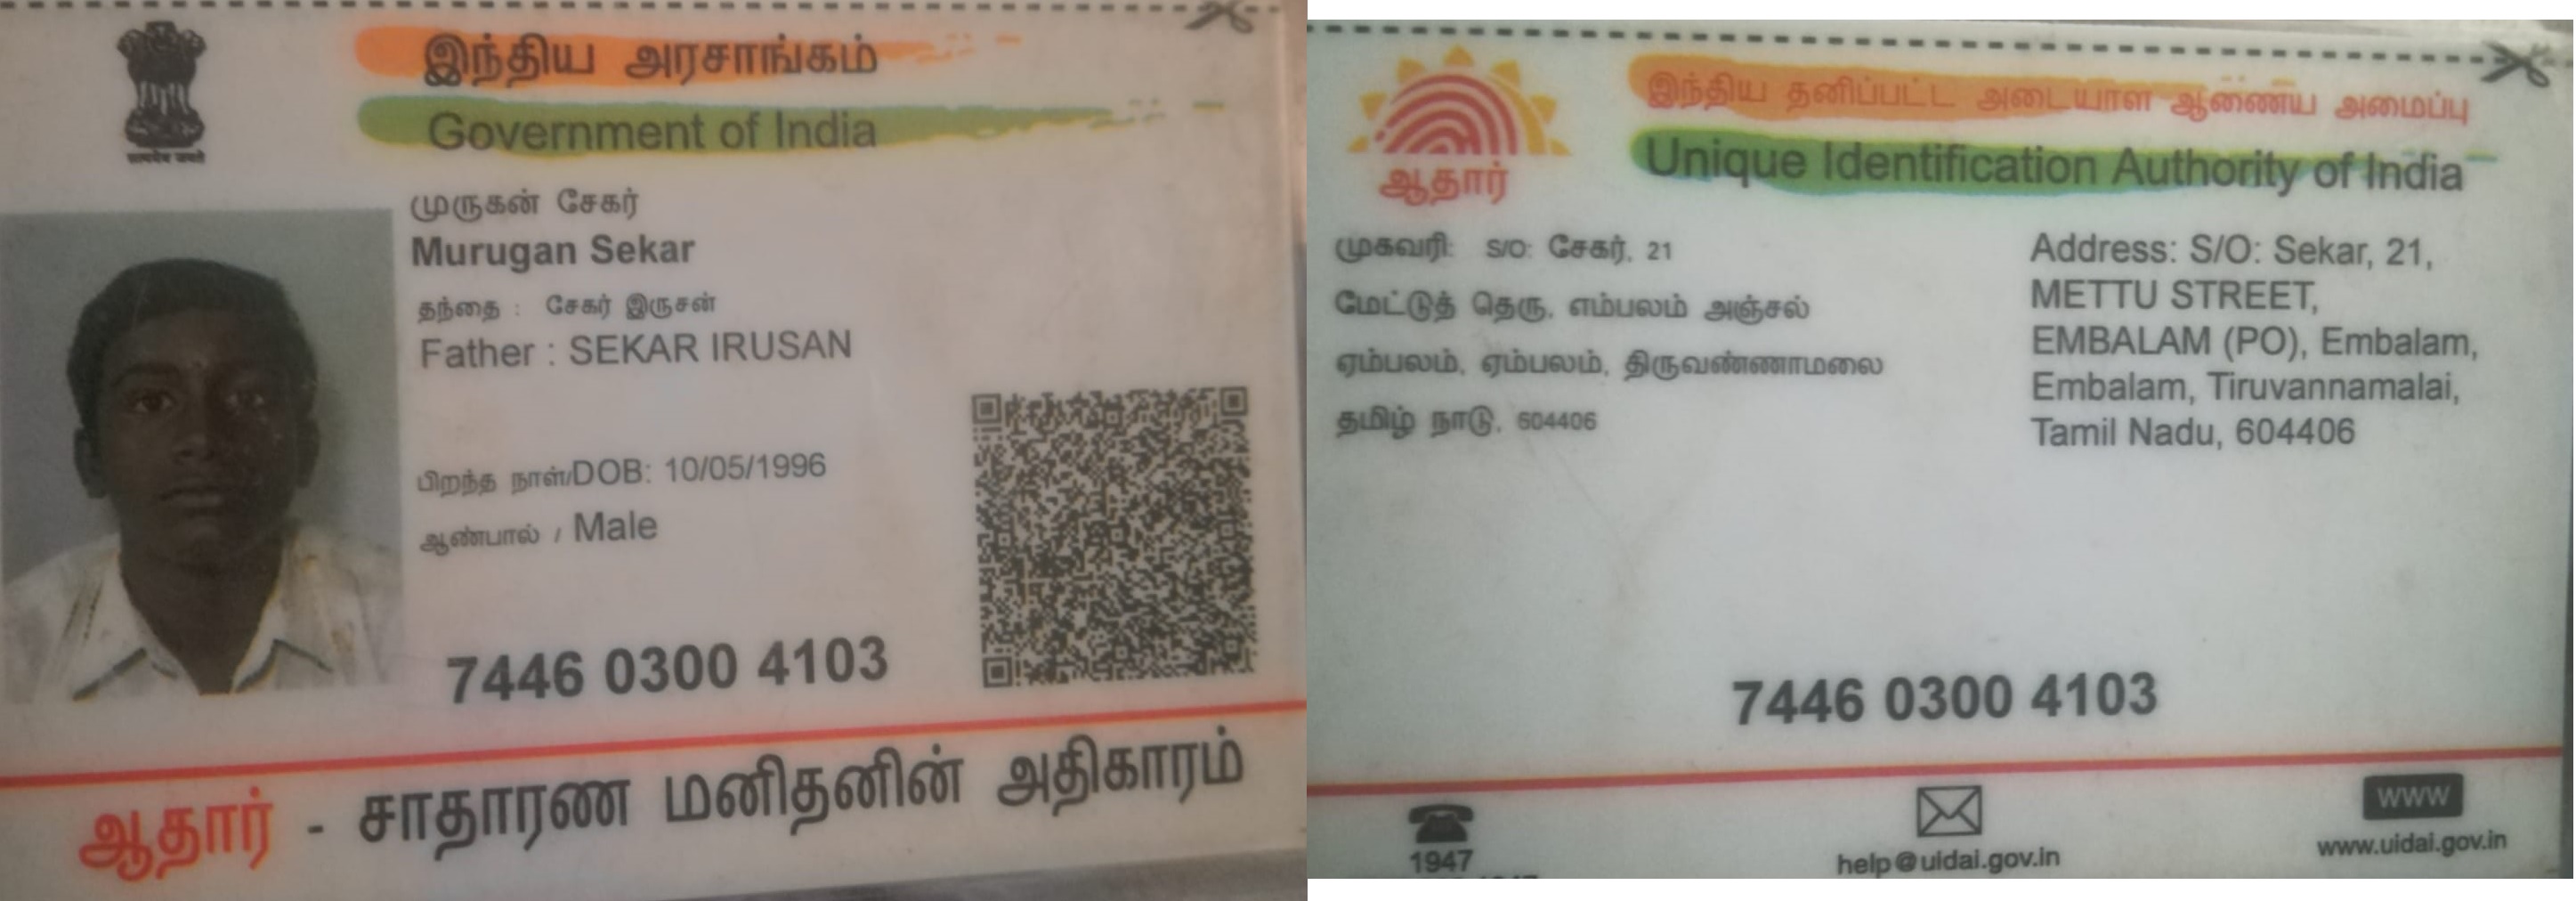 இந்திய அரசாங்கம்
Government of India
सत्यमेव जयते
முருகன் சேகர்
Murugan Sekar
தந்தை : சேகர் இருசன்
Father : SEKAR IRUSAN
பிறந்த நாள்/DOB: 10/05/1996
ஆண்பால் / Male
7446 0300 4103
ஆதார் - சாதாரண மனிதனின் அதிகாரம்
இந்திய தனிப்பட்ட அடையாள ஆணைய அமைப்பு
Unique Identification Authority of India
ஆதார்
முகவரி: S/O: சேகர், 21
மேட்டுத் தெரு, எம்பலம் அஞ்சல்
ஏம்பலம், ஏம்பலம், திருவண்ணாமலை
தமிழ் நாடு, 604406
Address: S/O: Sekar, 21,
METTU STREET,
EMBALAM (PO), Embalam,
Embalam, Tiruvannamalai,
Tamil Nadu, 604406
7446 0300 4103
1947
help@uidai.gov.in
WWW
www.uidai.gov.in